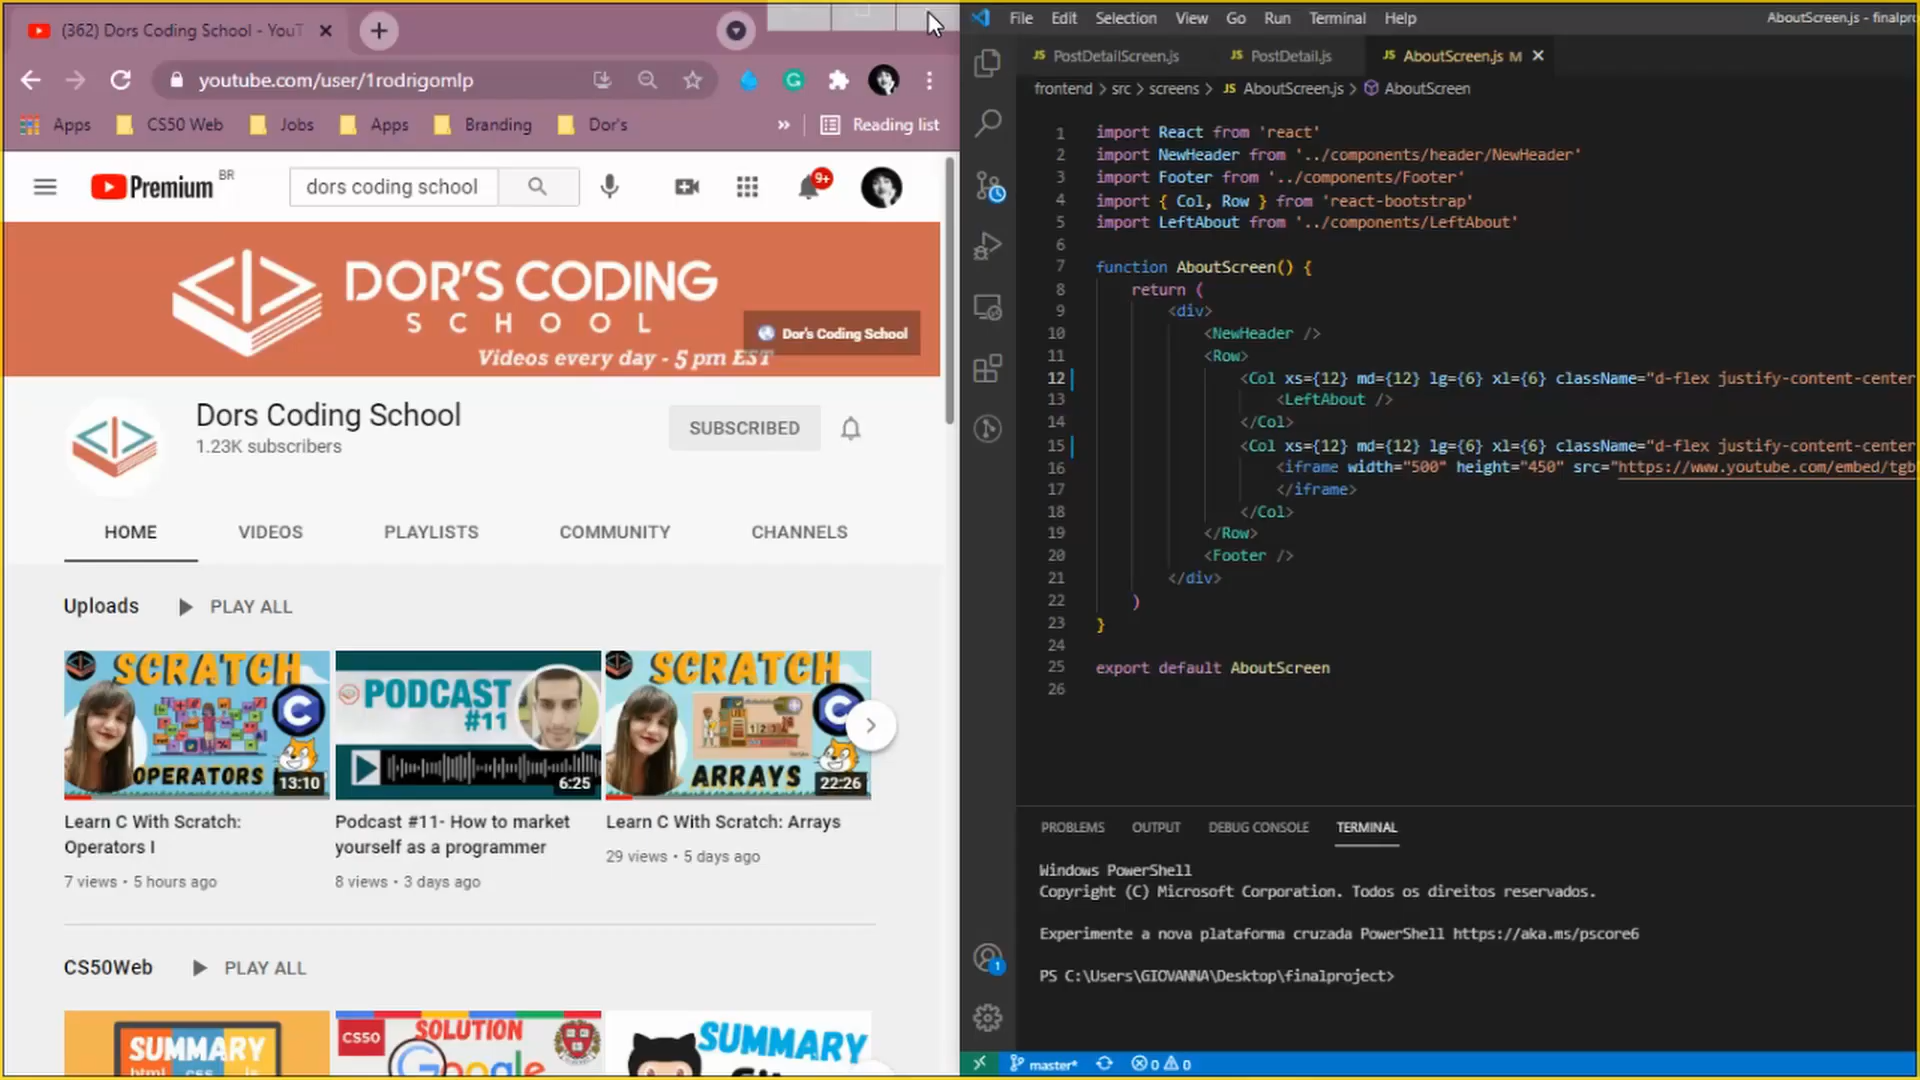 (362) Dors Coding School - YouT
youtube.com/user/1rodrigomlp
Apps
CS50 Web
Jobs
Apps
Branding
Dor's
»
Reading list
Premium BR
dors coding school
9+
DOR'S CODING
SCHOOL
Videos every day - 5 pm EST
Dor's Coding School
Dors Coding School
1.23K subscribers
SUBSCRIBED
HOME
VIDEOS
PLAYLISTS
COMMUNITY
CHANNELS
Uploads
PLAY ALL
SCRATCH
C
OPERATORS
13:10
PODCAST
#11
6:25
SCRATCH
C
ARRAYS
22:26
Learn C With Scratch:
Operators I
7 views • 5 hours ago
Podcast #11- How to market
yourself as a programmer
8 views • 3 days ago
Learn C With Scratch: Arrays
29 views • 5 days ago
CS50Web
PLAY ALL
SUMMARY
html css js
CS50
SOLUTION
Google
SUMMARY
File Edit Selection View Go Run Terminal Help
AboutScreen.js - finalpro
JS PostDetailScreen.js
JS PostDetail.js
JS AboutScreen.js M
frontend > src > screens > JS AboutScreen.js > AboutScreen
1 import React from 'react'
2 import NewHeader from '../components/header/NewHeader'
3 import Footer from '../components/Footer'
4 import { Col, Row } from 'react-bootstrap'
5 import LeftAbout from '../components/LeftAbout'
6
7 function AboutScreen() {
8 return (
9 <div>
10 <NewHeader />
11 <Row>
12 <Col xs={12} md={12} lg={6} xl={6} className="d-flex justify-content-center
13 <LeftAbout />
14 </Col>
15 <Col xs={12} md={12} lg={6} xl={6} className="d-flex justify-content-center
16 <iframe width="500" height="450" src="https://www.youtube.com/embed/tgb
17 </iframe>
18 </Col>
19 </Row>
20 <Footer />
21 </div>
22 )
23 }
24
25 export default AboutScreen
26
PROBLEMS OUTPUT DEBUG CONSOLE TERMINAL
Windows PowerShell
Copyright (C) Microsoft Corporation. Todos os direitos reservados.
Experimente a nova plataforma cruzada PowerShell https://aka.ms/pscore6
PS C:\Users\GIOVANNA\Desktop\finalproject>
1
master* 0 0